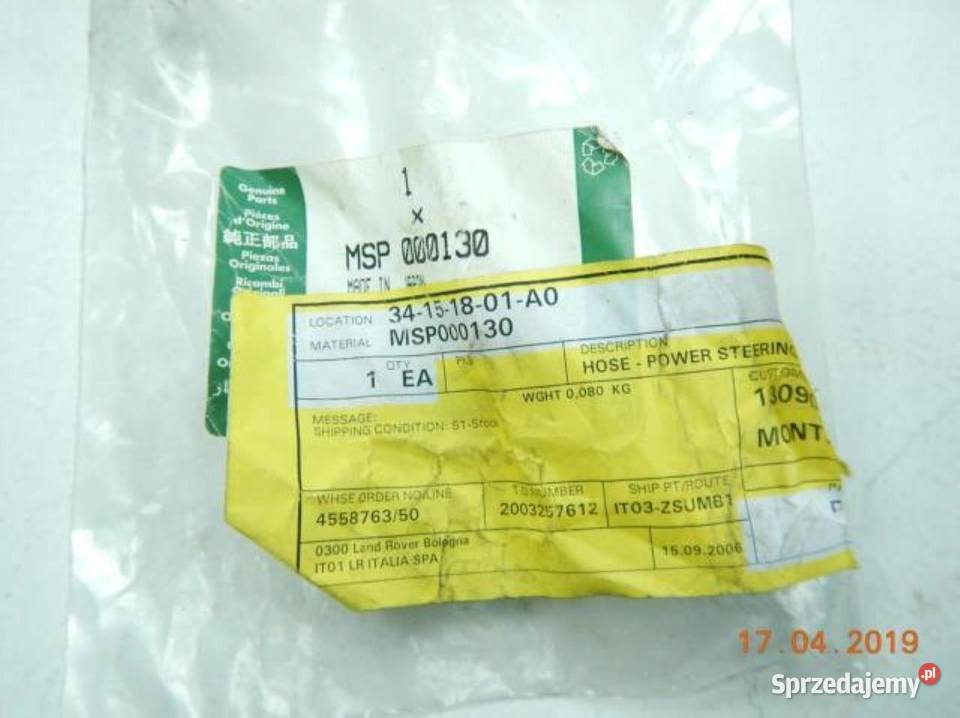 Genuine
Parts
Pièces
d'Origine
純正部品
Piezas
Originales
Ricambi
1
x
MSP 000130
MADE IN
LOCATION 34-15-18-01-A0
MATERIAL MSP000130
QTY
1 EA
DESCRIPTION
HOSE - POWER STEERING
WGHT 0,080 KG
MESSAGE:
SHIPPING CONDITION: S1-Stock
MONT
WHSE ORDER NO/LINE
4558763/50
NUMBER
2003257612
SHIP PT/ROUTE
IT03-ZSUMB1
0300 Land Rover Bologna
IT01 LR ITALIA SPA
15.09.2006
17.04.2019
Sprzedajemy.pl